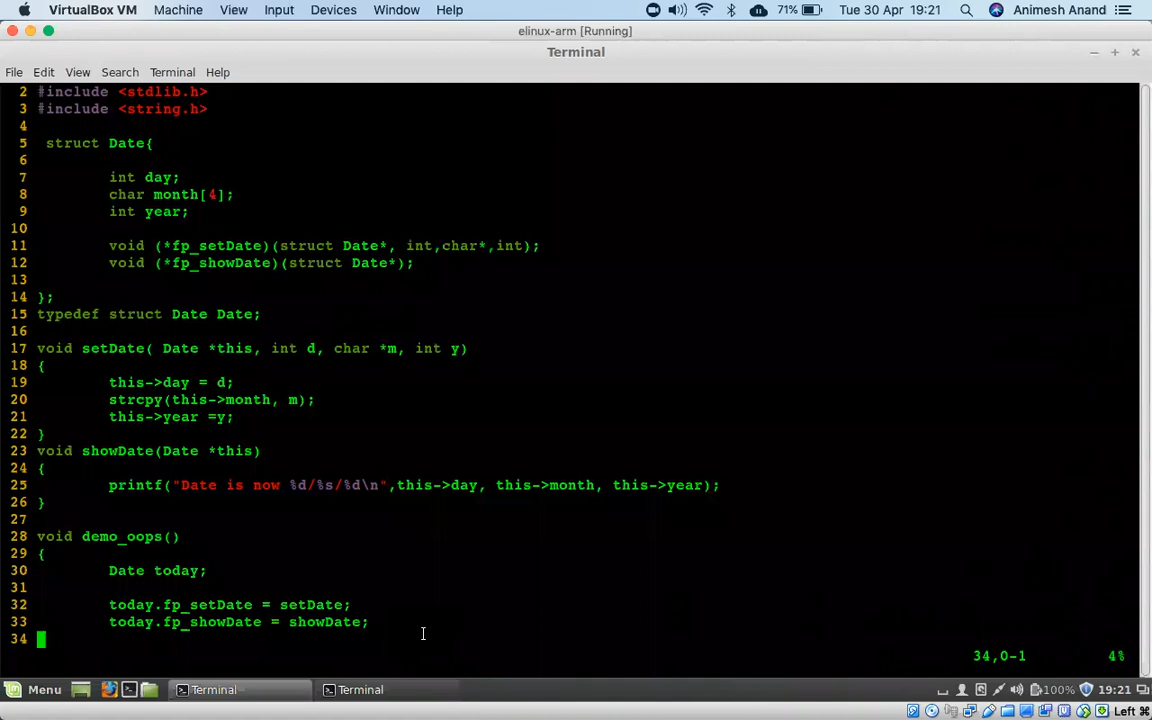 VirtualBox VM Machine View Input Devices Window Help 71% Tue 30 Apr 19:21 Animesh Anand
elinux-arm [Running]
Terminal
File Edit View Search Terminal Help
2 #include <stdlib.h>
3 #include <string.h>
4
5 struct Date{
6
7 int day;
8 char month[4];
9 int year;
10
11 void (*fp_setDate)(struct Date*, int,char*,int);
12 void (*fp_showDate)(struct Date*);
13
14 };
15 typedef struct Date Date;
16
17 void setDate( Date *this, int d, char *m, int y)
18 {
19 this->day = d;
20 strcpy(this->month, m);
21 this->year =y;
22 }
23 void showDate(Date *this)
24 {
25 printf("Date is now %d/%s/%d\n",this->day, this->month, this->year);
26 }
27
28 void demo_oops()
29 {
30 Date today;
31
32 today.fp_setDate = setDate;
33 today.fp_showDate = showDate;
34
34,0-1 4%
Menu Terminal Terminal 100% 19:21
Left ⌘